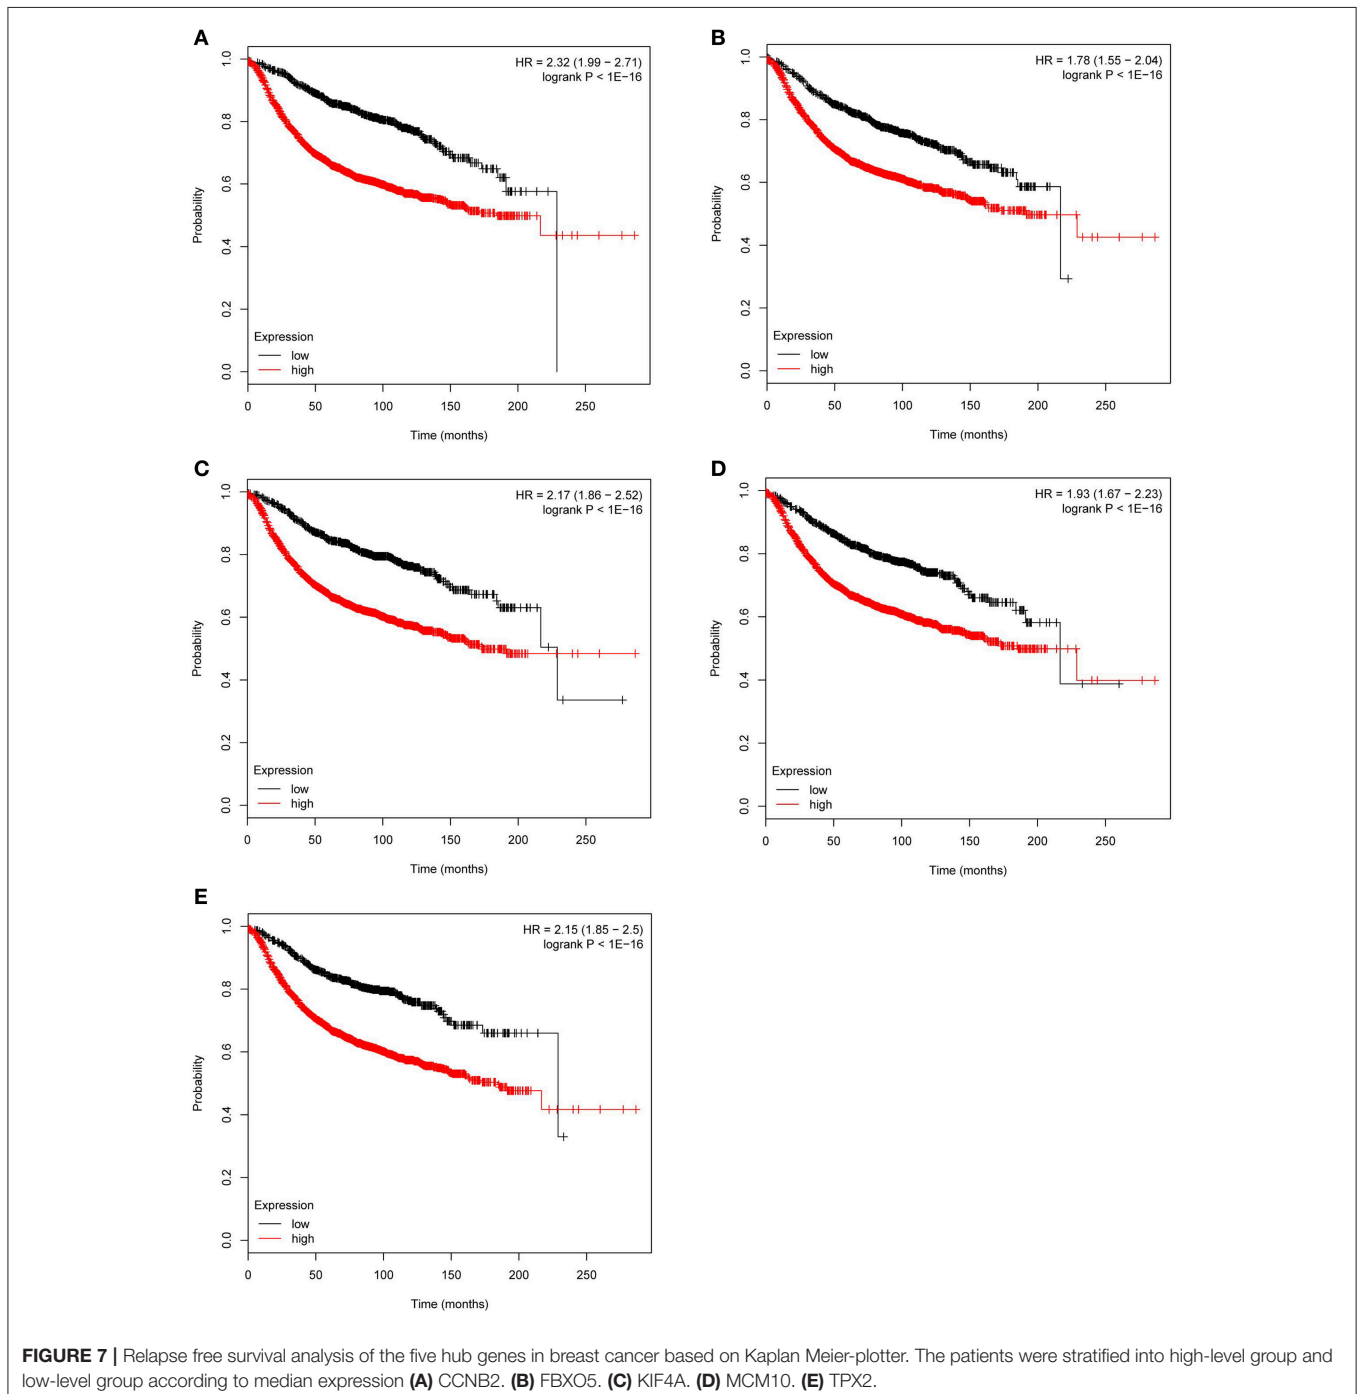 A
HR = 2.32 (1.99 − 2.71)
logrank P < 1E−16
Probability
1.0
0.8
0.6
0.4
0.2
0.0
Expression
low
high
0 50 100 150 200 250
Time (months)
B
HR = 1.78 (1.55 − 2.04)
logrank P < 1E−16
Probability
1.0
0.8
0.6
0.4
0.2
0.0
Expression
low
high
0 50 100 150 200 250
Time (months)
C
HR = 2.17 (1.86 − 2.52)
logrank P < 1E−16
Probability
1.0
0.8
0.6
0.4
0.2
0.0
Expression
low
high
0 50 100 150 200 250
Time (months)
D
HR = 1.93 (1.67 − 2.23)
logrank P < 1E−16
Probability
1.0
0.8
0.6
0.4
0.2
0.0
Expression
low
high
0 50 100 150 200 250
Time (months)
E
HR = 2.15 (1.85 − 2.5)
logrank P < 1E−16
Probability
1.0
0.8
0.6
0.4
0.2
0.0
Expression
low
high
0 50 100 150 200 250
Time (months)
FIGURE 7 | Relapse free survival analysis of the five hub genes in breast cancer based on Kaplan Meier-plotter. The patients were stratified into high-level group and
low-level group according to median expression (A) CCNB2. (B) FBXO5. (C) KIF4A. (D) MCM10. (E) TPX2.